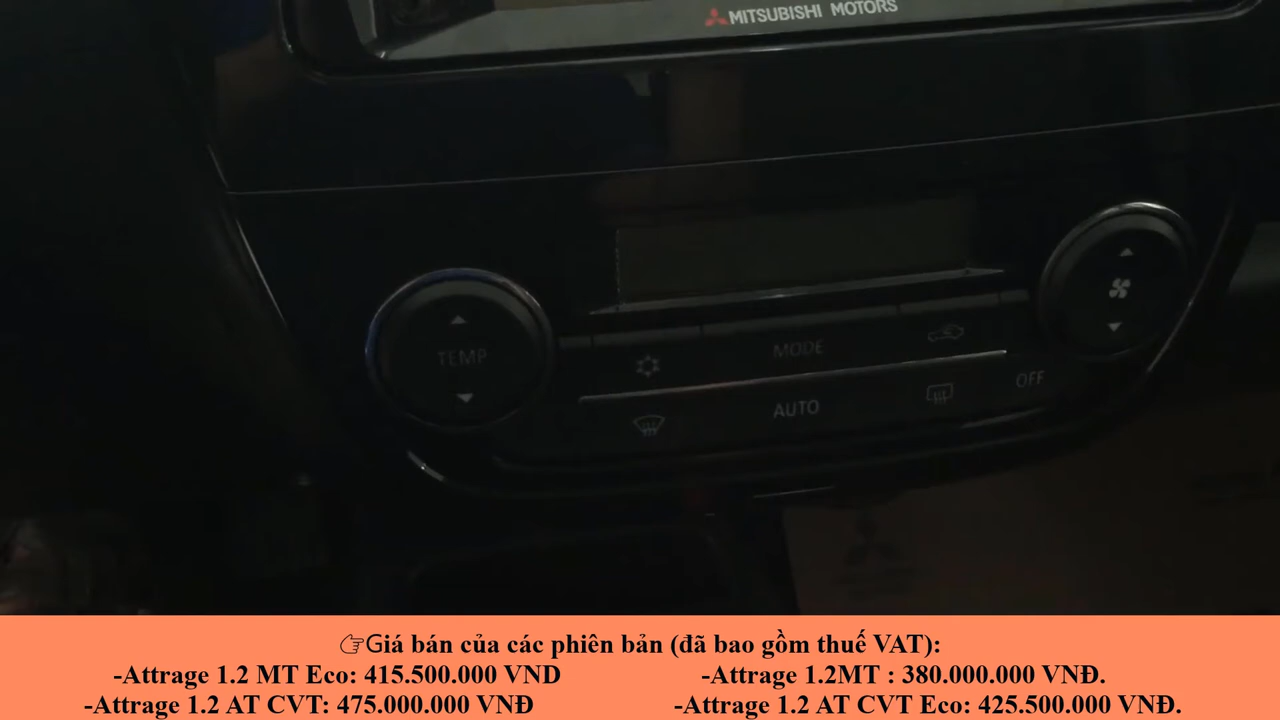 MITSUBISHI MOTORS
TEMP
MODE
AUTO
OFF
👉Giá bán của các phiên bản (đã bao gồm thuế VAT):
-Attrage 1.2 MT Eco: 415.500.000 VND
-Attrage 1.2MT : 380.000.000 VNĐ.
-Attrage 1.2 AT CVT: 475.000.000 VNĐ
-Attrage 1.2 AT CVT Eco: 425.500.000 VNĐ.